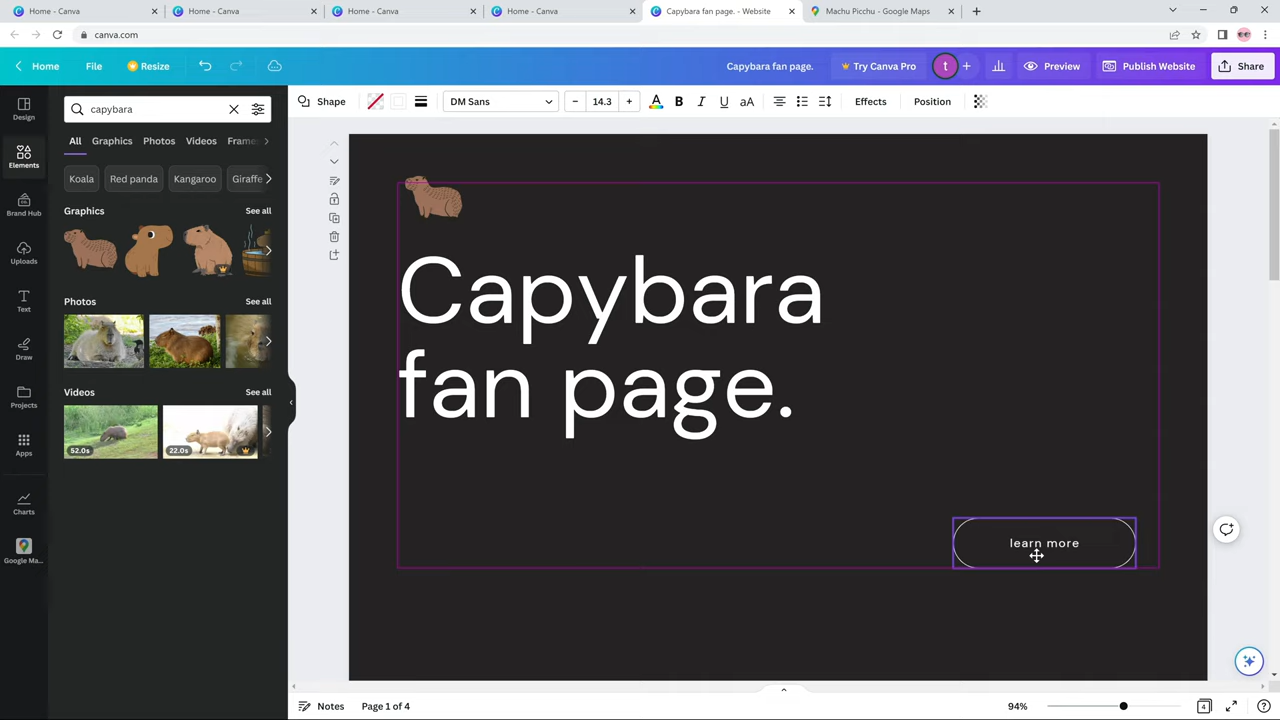 Home - Canva
Home - Canva
Home - Canva
Home - Canva
Capybara fan page. - Website
Machu Picchu - Google Maps
canva.com
Home
File
Resize
Capybara fan page.
Try Canva Pro
t
Preview
Publish Website
Share
Design
Elements
Brand Hub
Uploads
Text
Draw
Projects
Apps
Charts
Google Ma...
capybara
All
Graphics
Photos
Videos
Frame
Koala
Red panda
Kangaroo
Giraffe
Graphics
See all
Photos
See all
Videos
See all
52.0s
22.0s
Shape
DM Sans
14.3
A
B
I
U
aA
Effects
Position
Capybara
fan page.
learn more
Notes
Page 1 of 4
94%
4